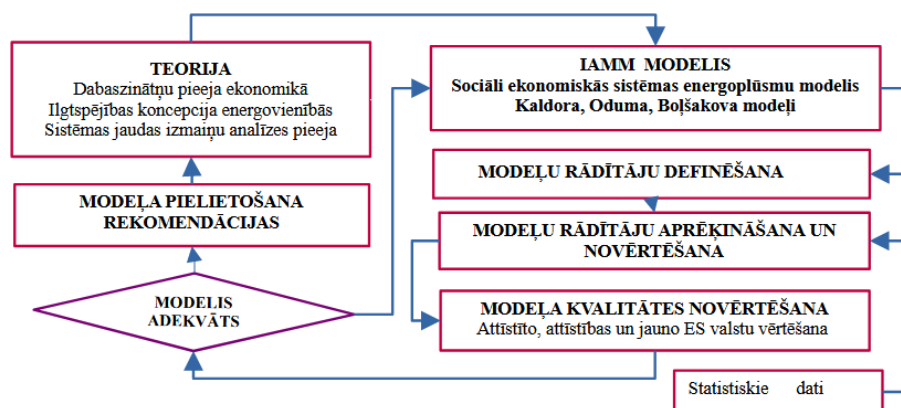 TEORIJA
Dabaszinātņu pieeja ekonomikā
Ilgtspējības koncepcija energovienībās
Sistēmas jaudas izmaiņu analīzes pieeja
IAMM MODELIS
Sociāli ekonomiskās sistēmas energoplūsmu modelis
Kaldora, Oduma, Boļšakova modeļi
MODEĻU RĀDĪTĀJU DEFINĒŠANA
MODEĻA PIELIETOŠANA
REKOMENDĀCIJAS
MODEĻU RĀDĪTĀJU APRĒĶINĀŠANA UN
NOVĒRTĒŠANA
MODELIS
ADEKVĀTS
MODEĻA KVALITĀTES NOVĒRTĒŠANA
Attīstīto, attīstības un jauno ES valstu vērtēšana
Statistiskie dati